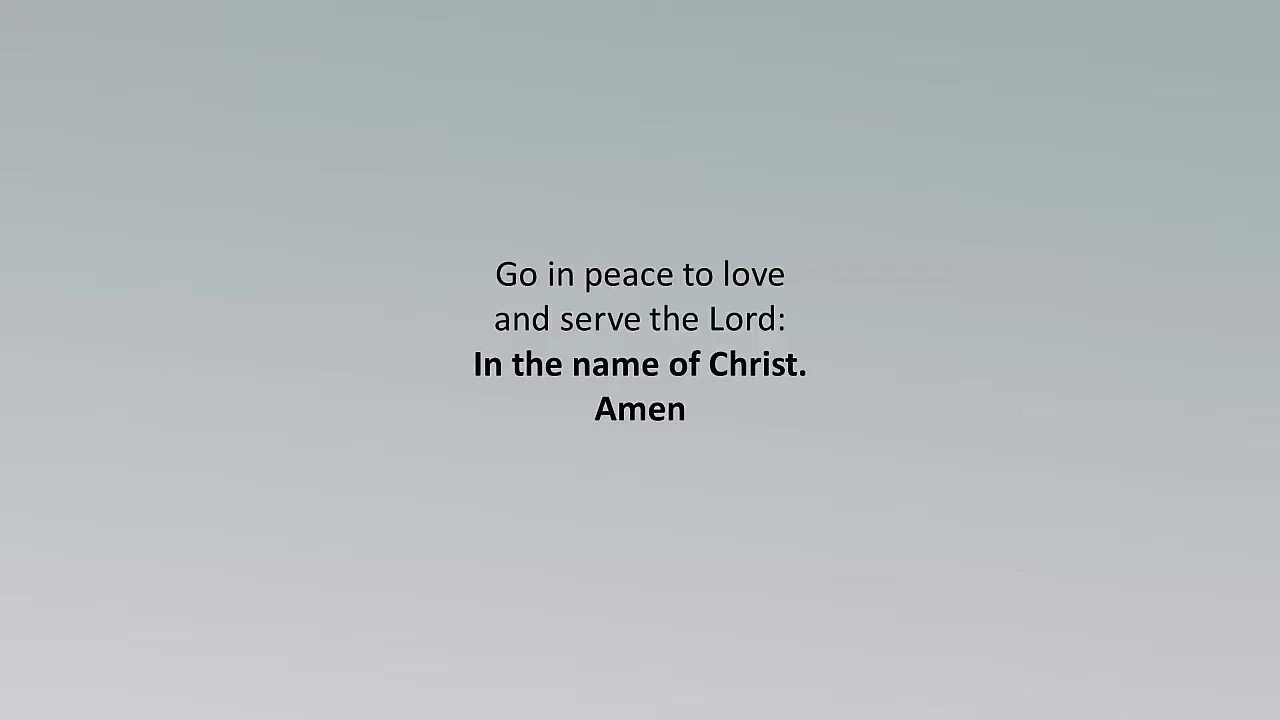 Go in peace to love
and serve the Lord:
In the name of Christ.
Amen